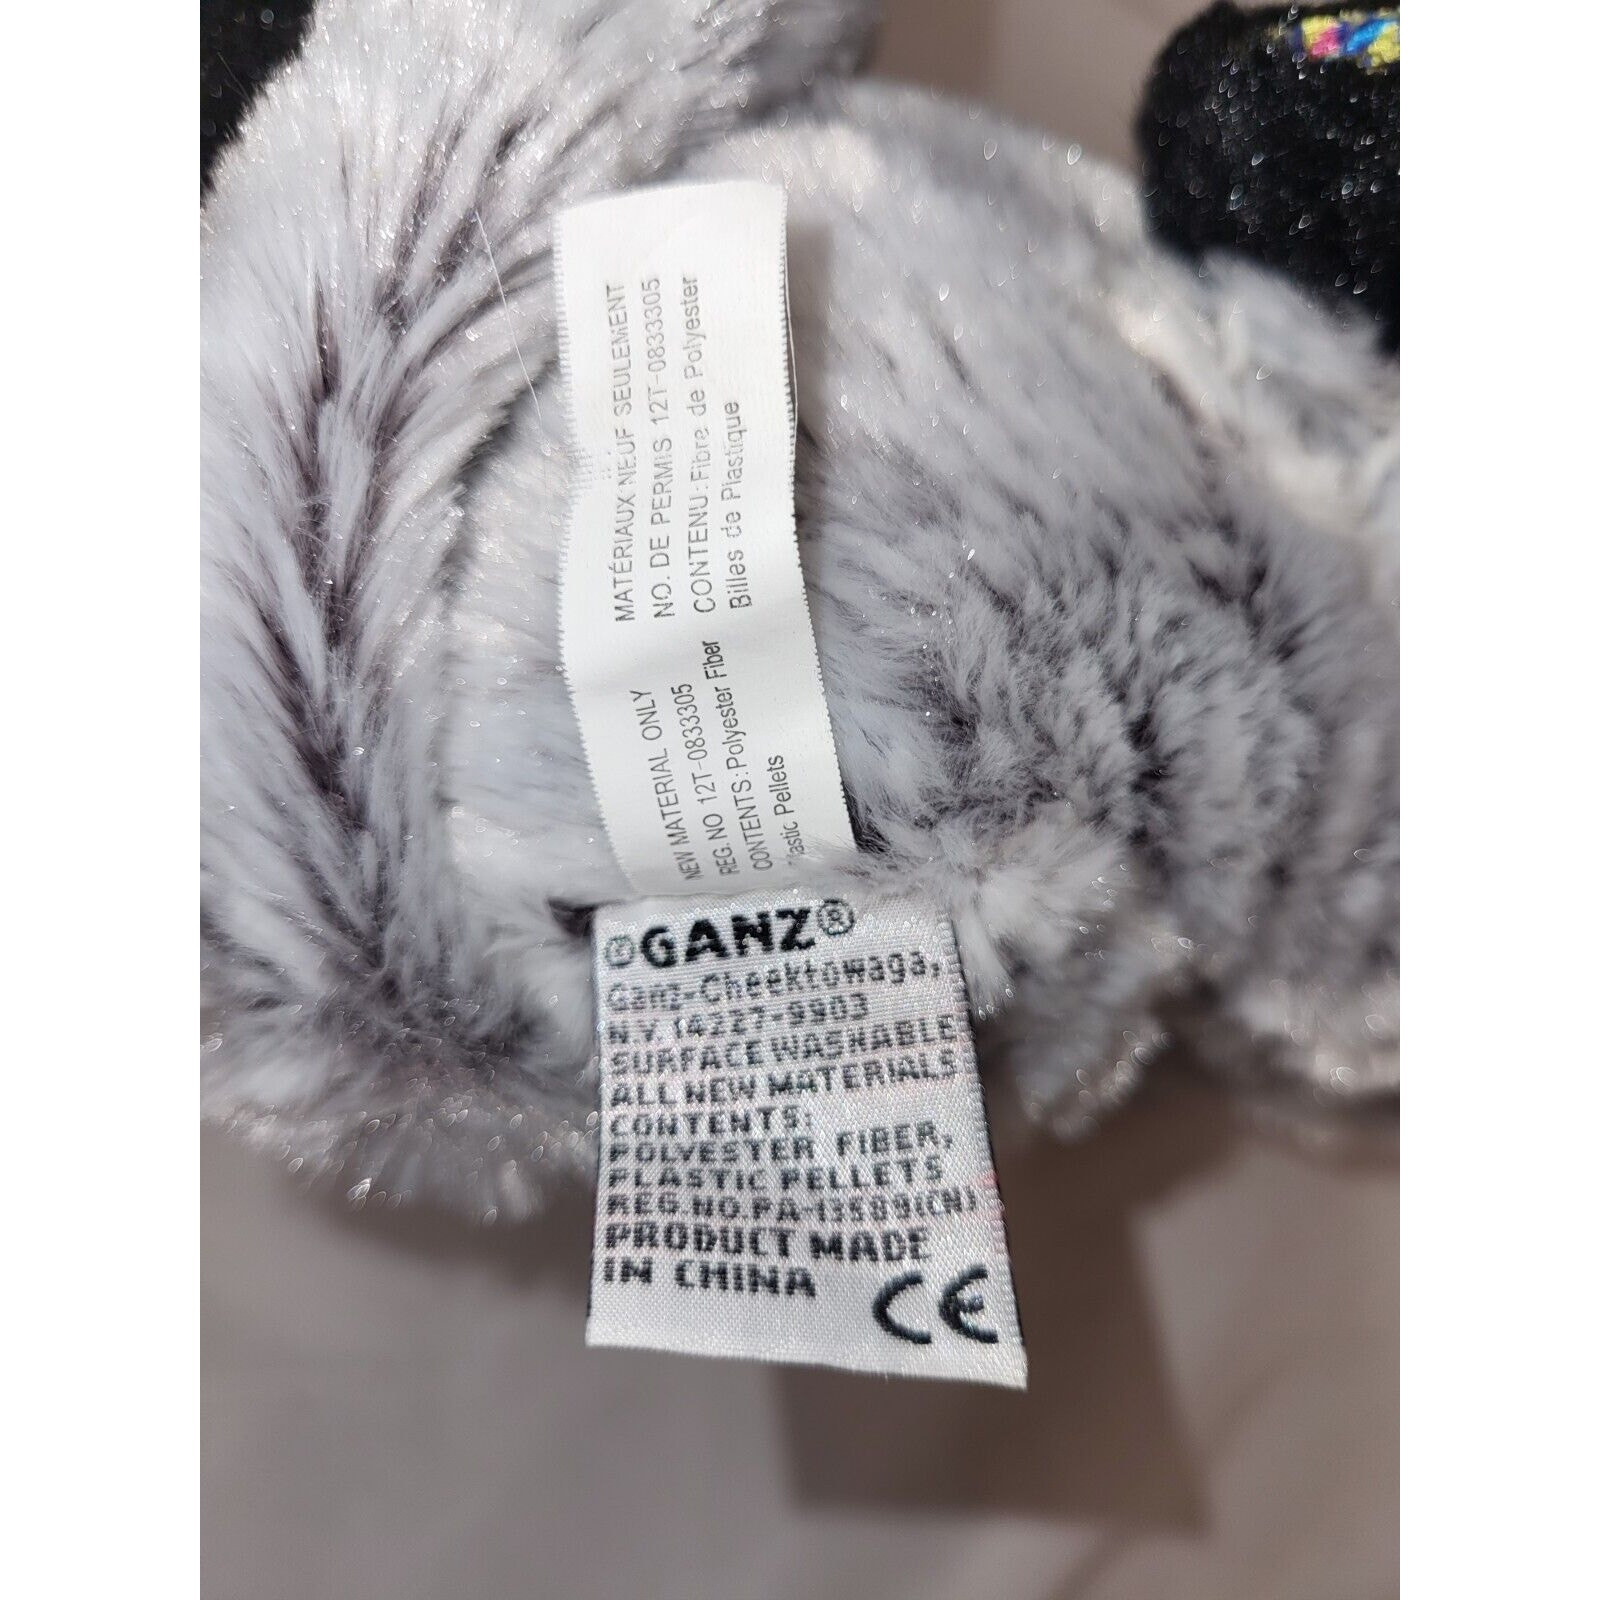 MATÉRIAUX NEUF SEULEMENT
NO. DE PERMIS 12T-0833305
CONTENU:Fibre de Polyester
Billes de Plastique
NEW MATERIAL ONLY
REG. NO 12T-0833305
CONTENTS:Polyester Fiber
Pellets
®GANZ®
Ganz-Cheektowaga,
N.Y. 14227-9903
SURFACE WASHABLE
ALL NEW MATERIALS
CONTENTS:
POLYESTER FIBER,
PLASTIC PELLETS
REG.NO.PA-13589(CN)
PRODUCT MADE
IN CHINA
CE